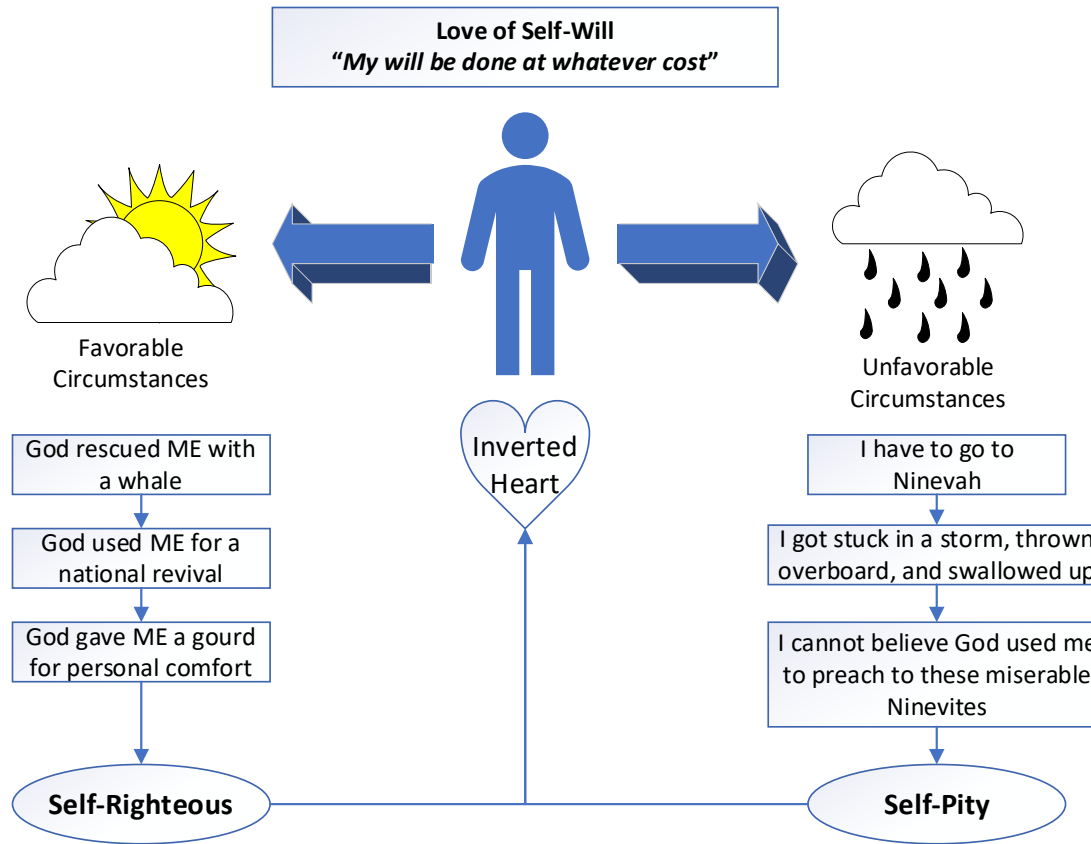 Love of Self-Will
“My will be done at whatever cost”
Favorable
Circumstances
Unfavorable
Circumstances
Inverted
Heart
God rescued ME with
a whale
God used ME for a
national revival
God gave ME a gourd
for personal comfort
Self-Righteous
I have to go to
Ninevah
I got stuck in a storm, thrown
overboard, and swallowed up
I cannot believe God used me
to preach to these miserable
Ninevites
Self-Pity